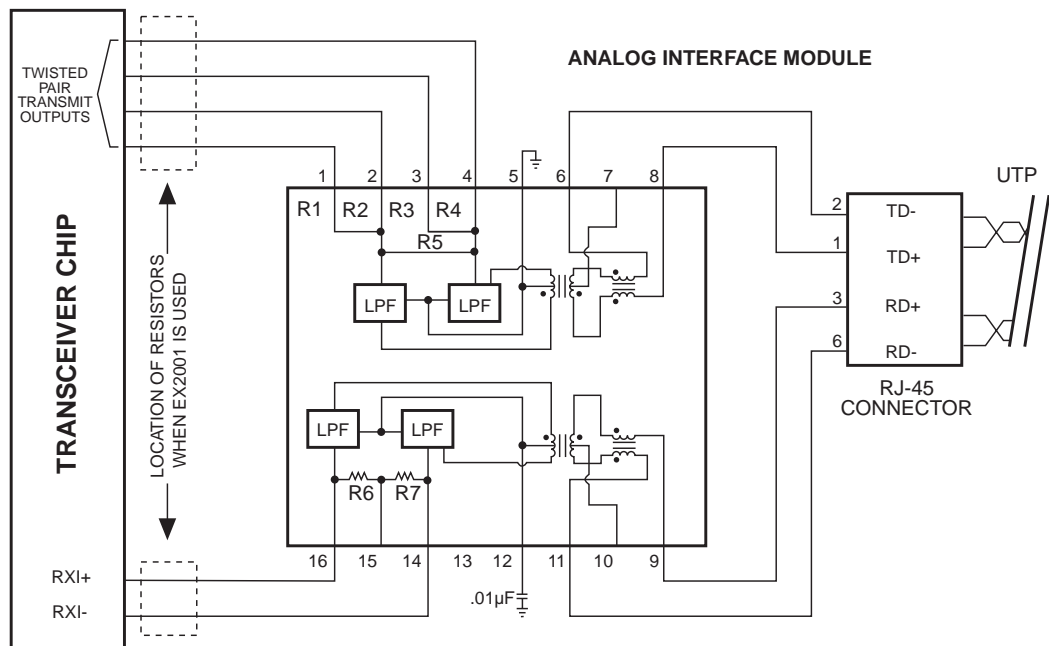 TWISTED
PAIR
TRANSMIT
OUTPUTS
TRANSCEIVER CHIP
LOCATION OF RESISTORS
WHEN EX2001 IS USED
ANALOG INTERFACE MODULE
1 2 3 4 5 6 7 8
R1 R2 R3 R4
R5
LPF LPF
LPF LPF
R6 R7
16 15 14 13 12 11 10 9
RXI+
RXI-
.01µF
UTP
2 TD-
1 TD+
3 RD+
6 RD-
RJ-45
CONNECTOR